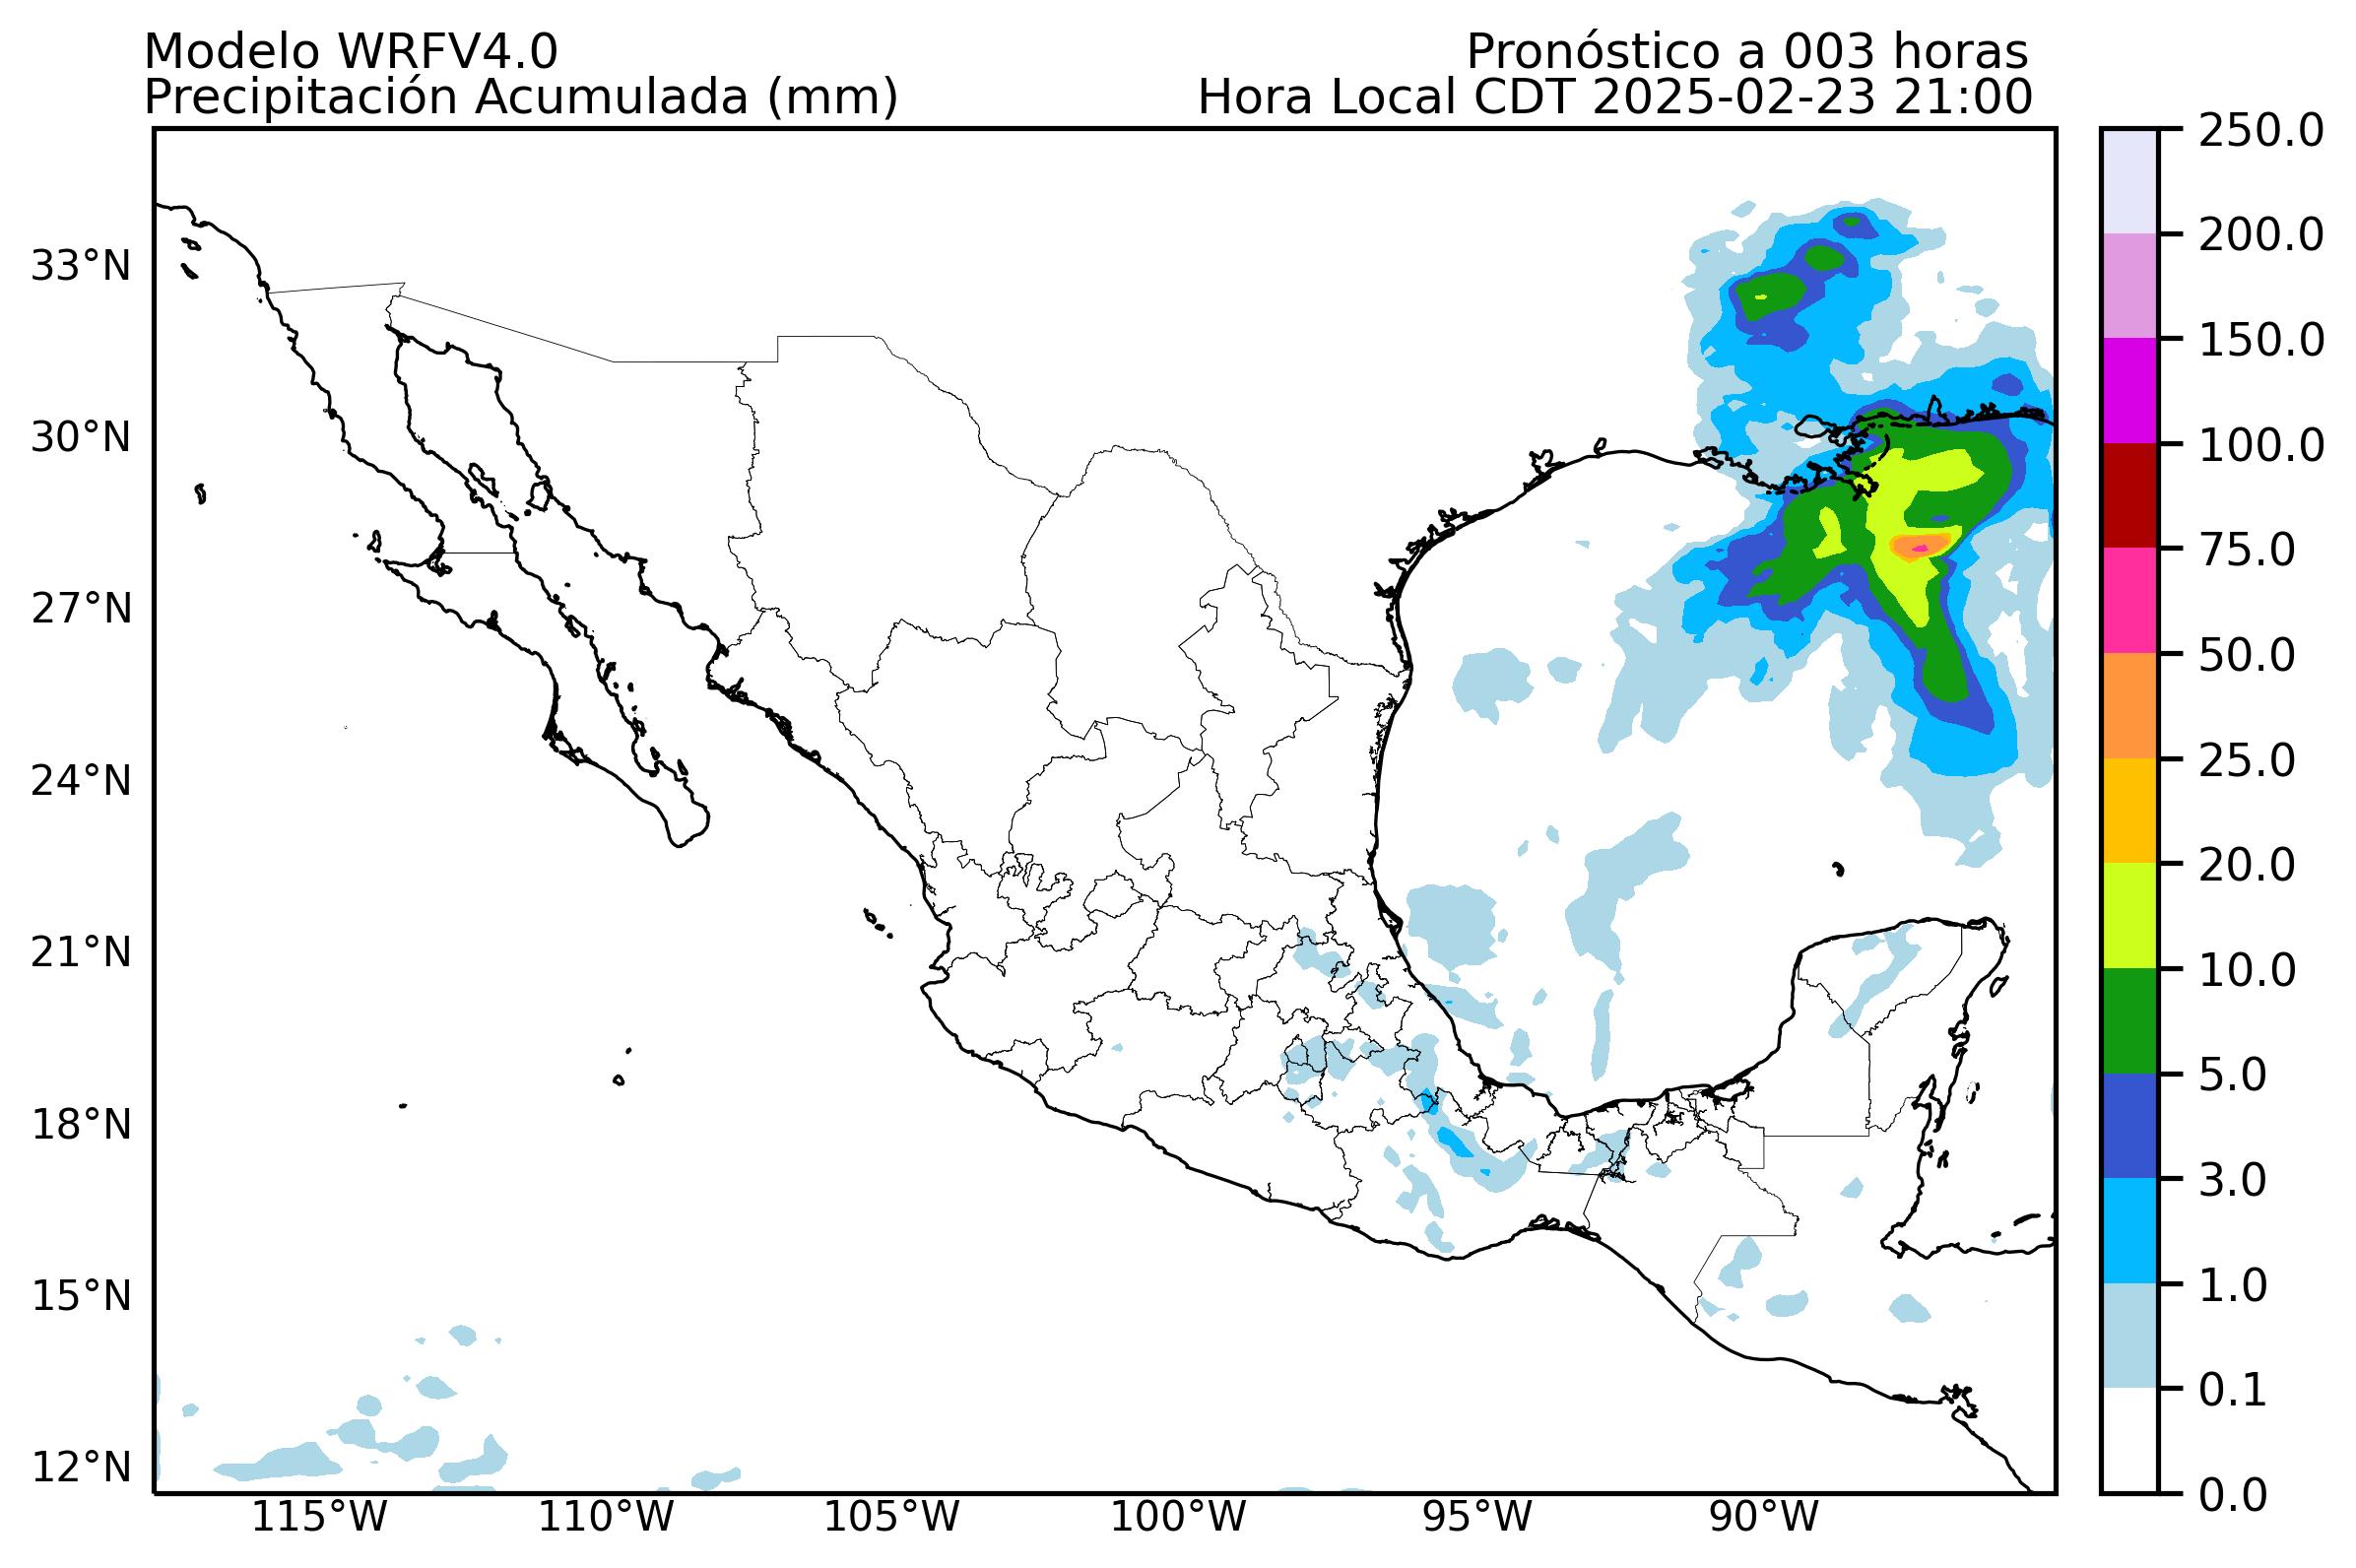 Modelo WRFV4.0
Pronóstico a 003 horas
Precipitación Acumulada (mm)
Hora Local CDT 2025-02-23 21:00
250.0
200.0
33°N
150.0
30°N
100.0
75.0
27°N
50.0
24°N
25.0
20.0
21°N
10.0
5.0
18°N
3.0
15°N
1.0
0.1
12°N
0.0
115°W
110°W
105°W
100°W
95°W
90°W